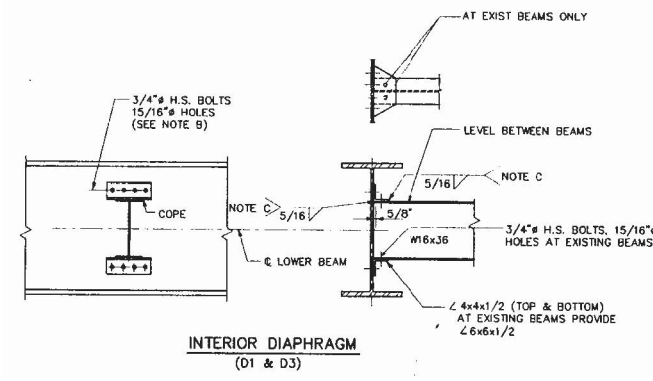 AT EXIST BEAMS ONLY
3/4"ø H.S. BOLTS
15/16"ø HOLES
(SEE NOTE 8)
LEVEL BETWEEN BEAMS
5/16
NOTE C
COPE
NOTE C
5/16
5/8"
3/4"ø H.S. BOLTS, 15/16"ø
HOLES AT EXISTING BEAMS
W16x36
℄ LOWER BEAM
∠ 4x4x1/2 (TOP & BOTTOM)
AT EXISTING BEAMS PROVIDE
∠6x6x1/2
INTERIOR DIAPHRAGM
(D1 & D3)